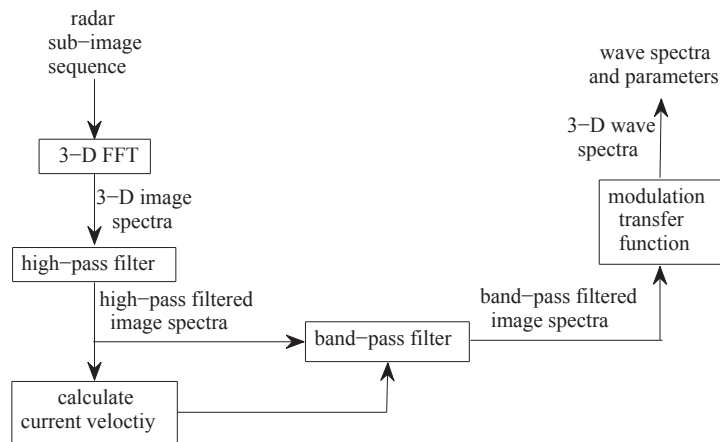 radar
sub-image
sequence
3-D FFT
3-D image
spectra
high-pass filter
high-pass filtered
image spectra
calculate
current veloctiy
band-pass filter
band-pass filtered
image spectra
modulation
transfer
function
3-D wave
spectra
wave spectra
and parameters